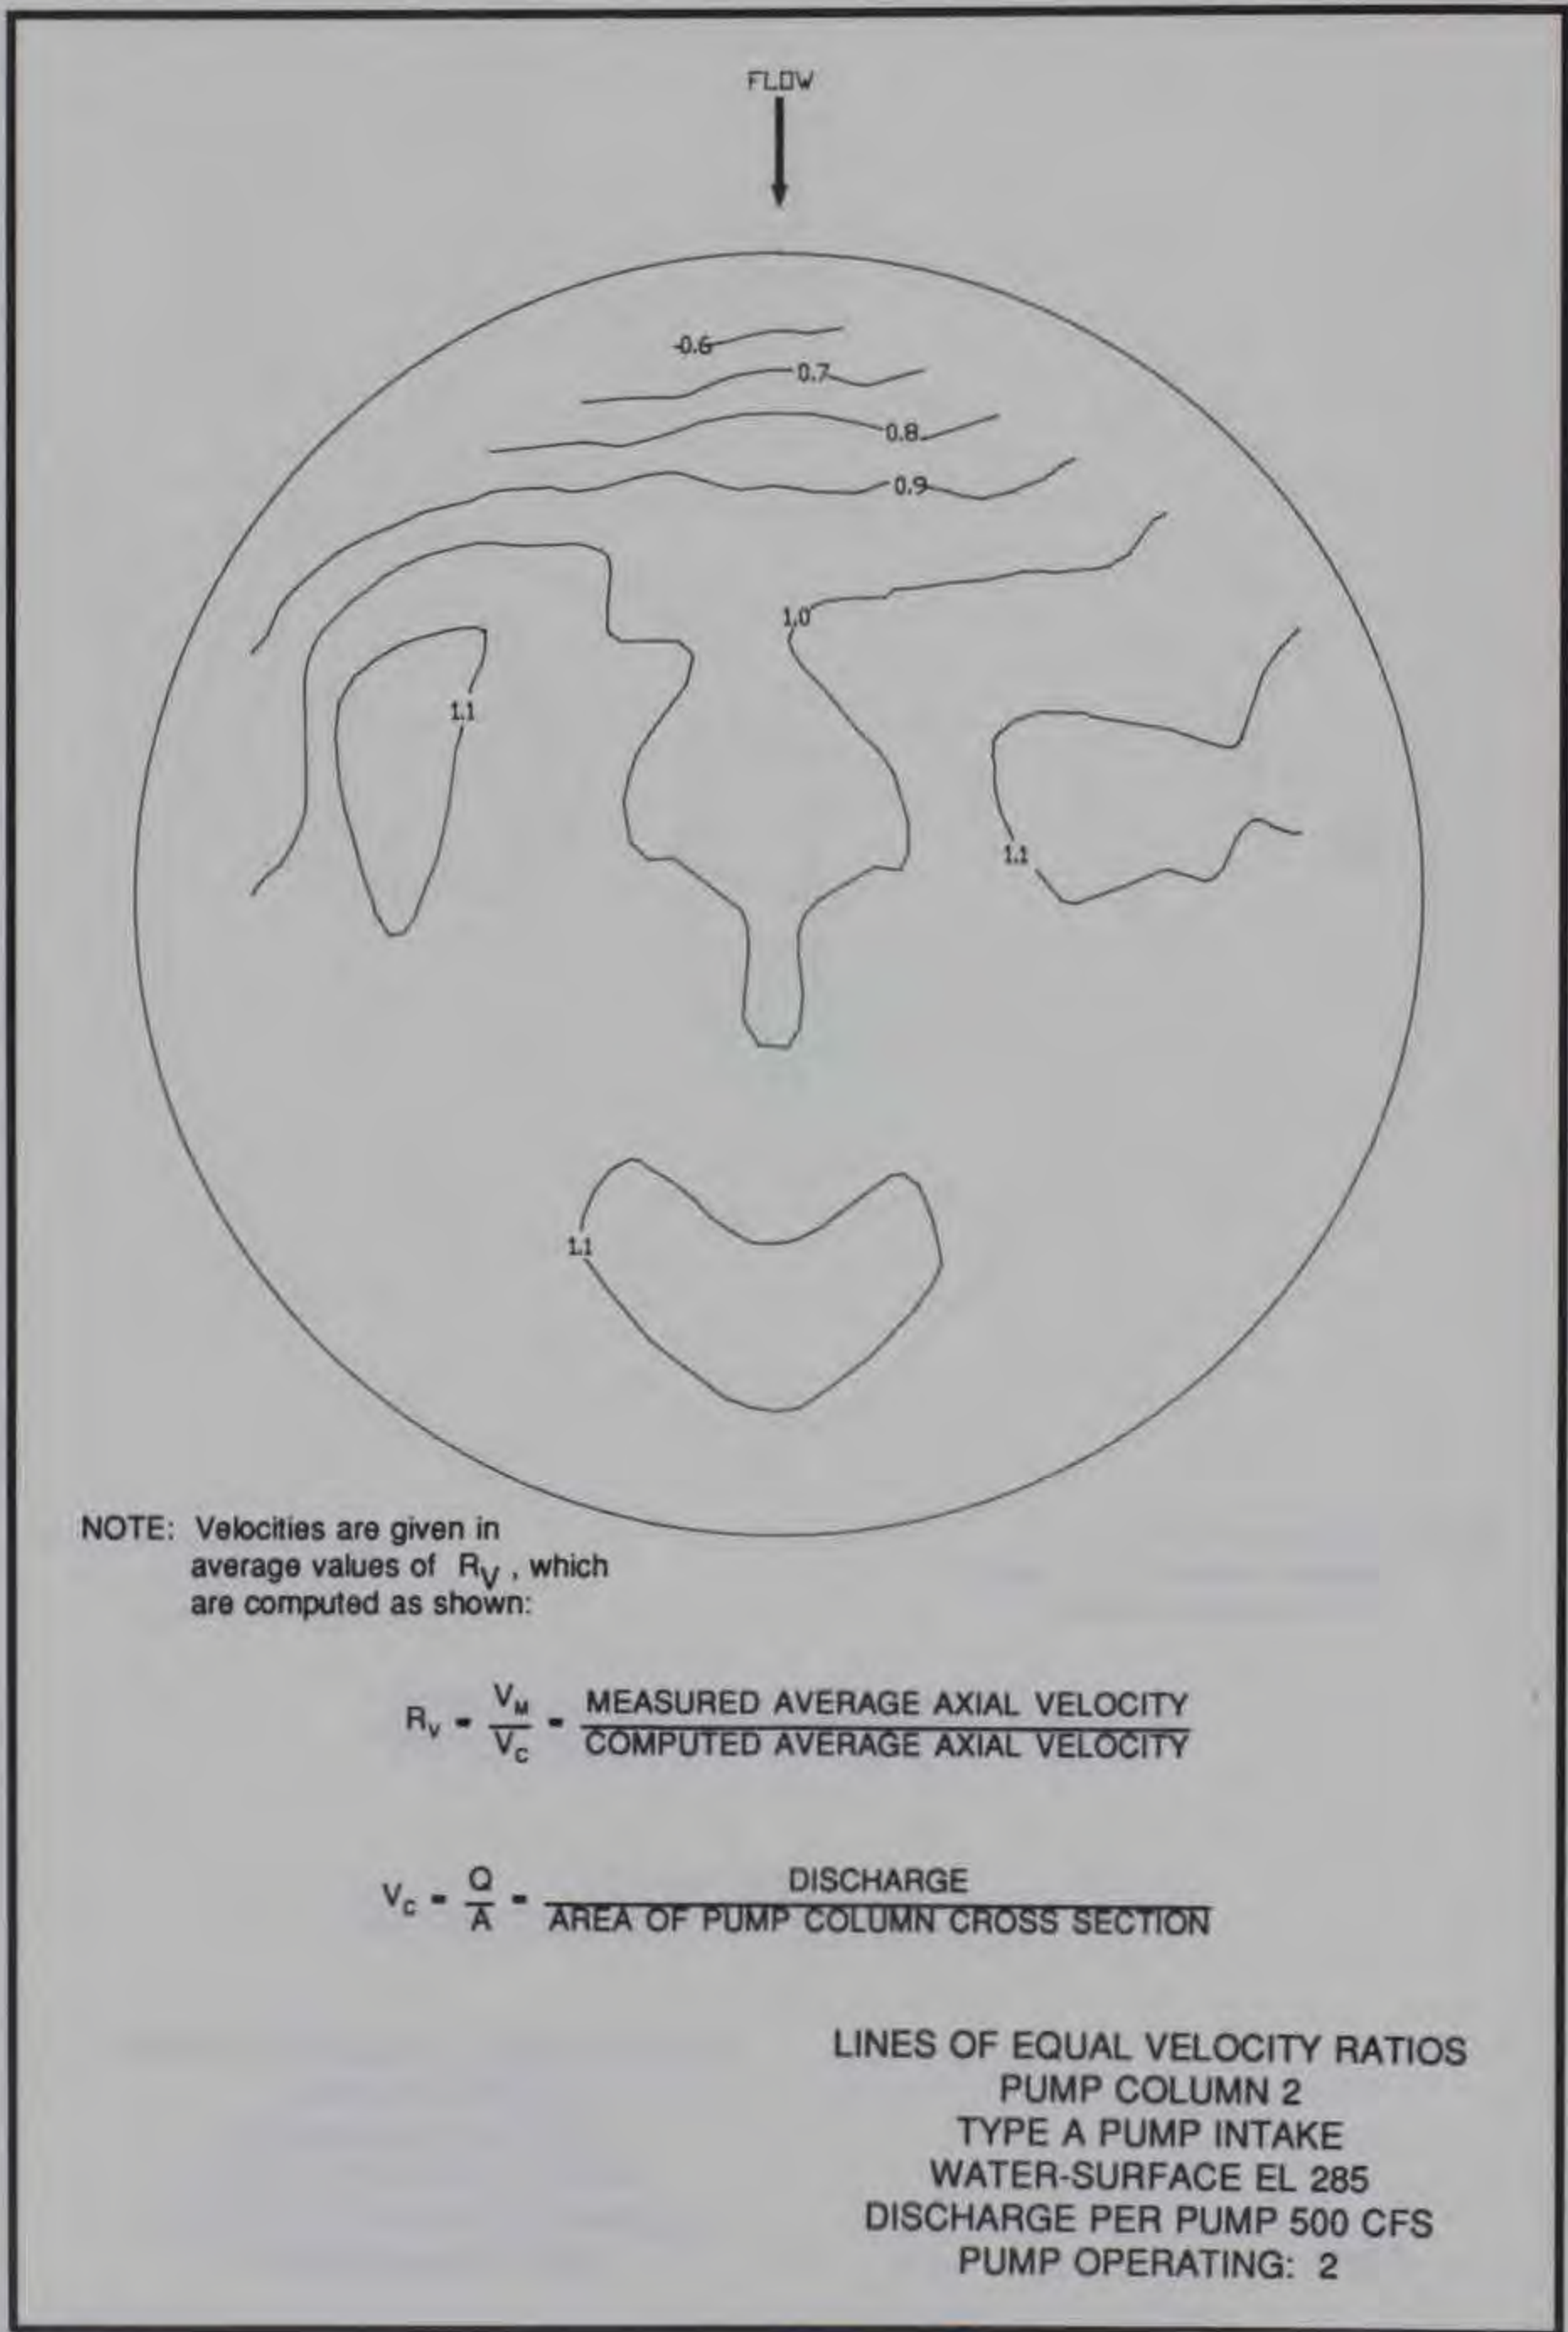 FLOW
0.6
0.7
0.8
0.9
1.0
1.1
1.1
1.1
NOTE: Velocities are given in
average values of R_V , which
are computed as shown:
R_V = V_M / V_C = MEASURED AVERAGE AXIAL VELOCITY / COMPUTED AVERAGE AXIAL VELOCITY
V_C = Q / A = DISCHARGE / AREA OF PUMP COLUMN CROSS SECTION
LINES OF EQUAL VELOCITY RATIOS
PUMP COLUMN 2
TYPE A PUMP INTAKE
WATER-SURFACE EL 285
DISCHARGE PER PUMP 500 CFS
PUMP OPERATING: 2